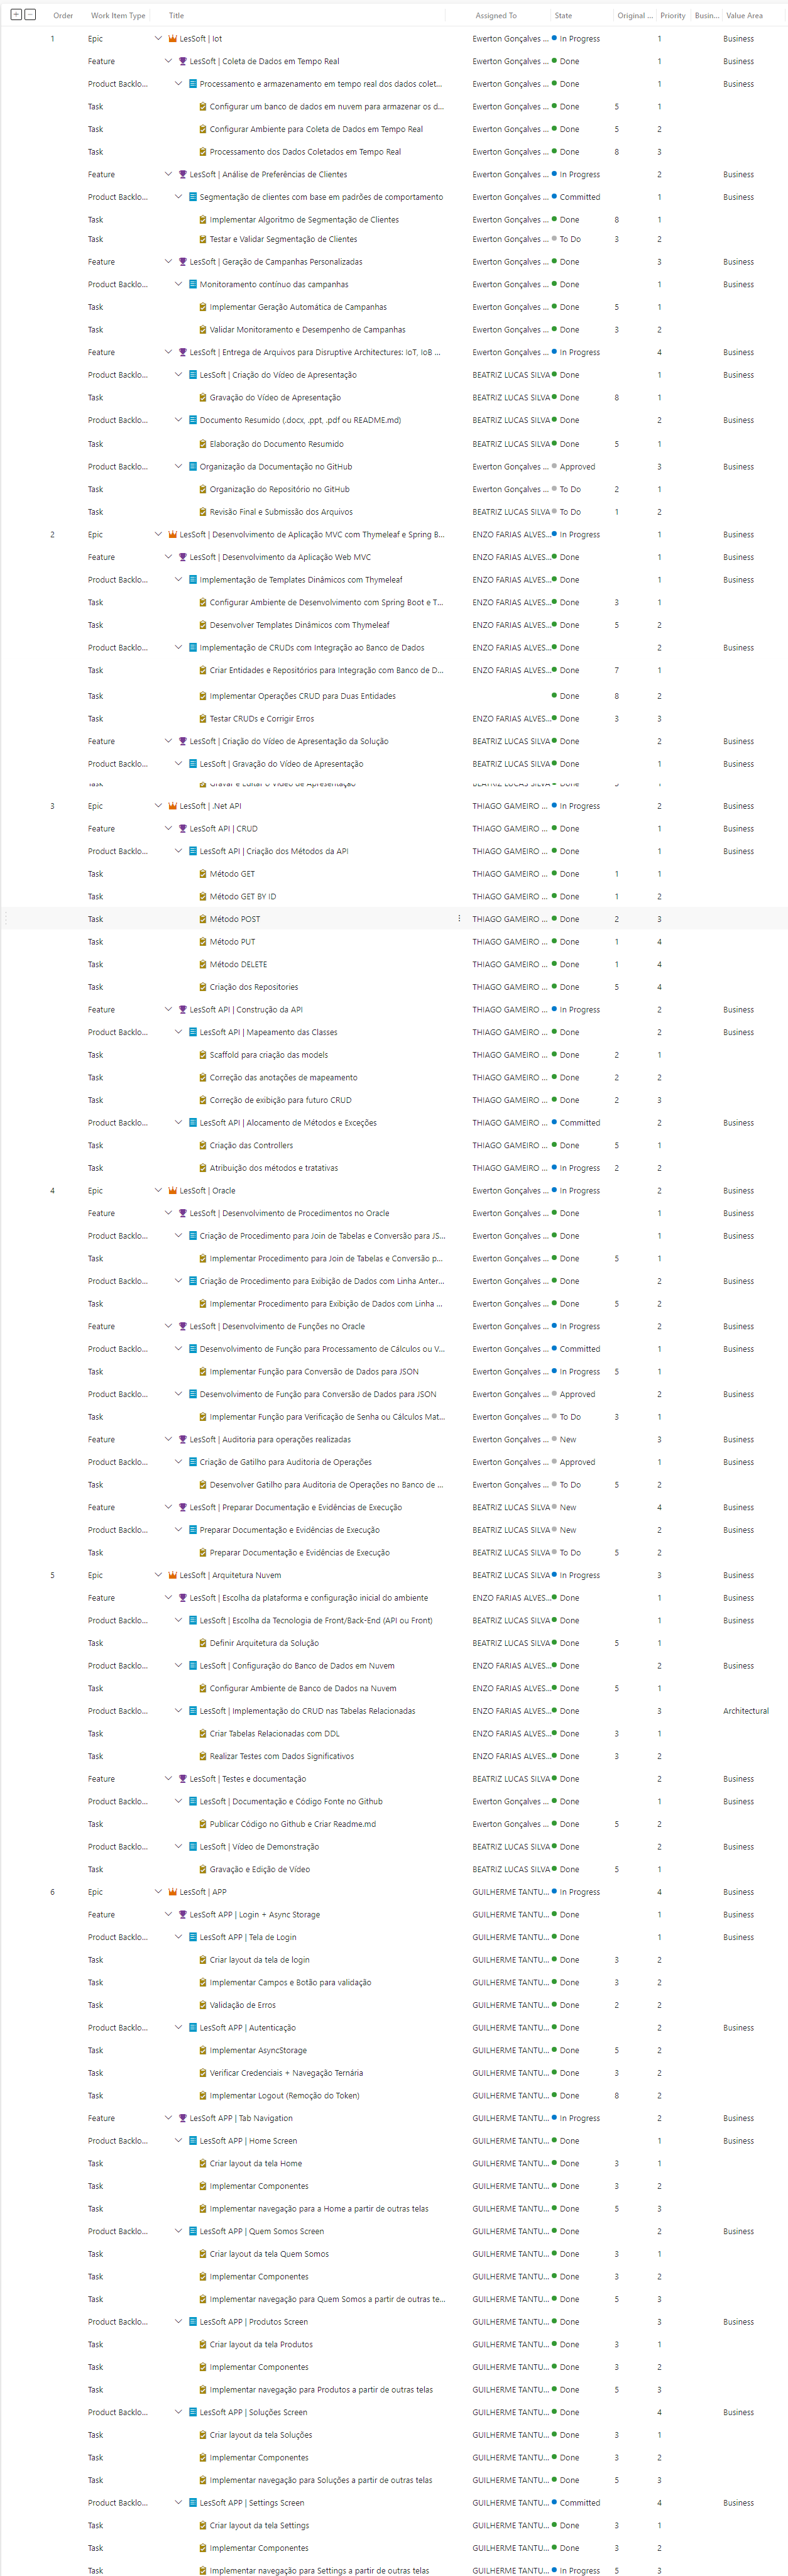 Order Work Item Type Title Assigned To State Original ... Priority Busin... Value Area
1 Epic LesSoft | Iot Ewerton Gonçalves ... In Progress 1 Business
Feature LesSoft | Coleta de Dados em Tempo Real Ewerton Gonçalves ... Done 1 Business
Product Backlo... Processamento e armazenamento em tempo real dos dados colet... Ewerton Gonçalves ... Done 1 Business
Task Configurar um banco de dados em nuvem para armazenar os d... Ewerton Gonçalves ... Done 5 1
Task Configurar Ambiente para Coleta de Dados em Tempo Real Ewerton Gonçalves ... Done 5 2
Task Processamento dos Dados Coletados em Tempo Real Ewerton Gonçalves ... Done 8 3
Feature LesSoft | Análise de Preferências de Clientes Ewerton Gonçalves ... In Progress 2 Business
Product Backlo... Segmentação de clientes com base em padrões de comportamento Ewerton Gonçalves ... Committed 1 Business
Task Implementar Algoritmo de Segmentação de Clientes Ewerton Gonçalves ... Done 8 1
Task Testar e Validar Segmentação de Clientes Ewerton Gonçalves ... To Do 3 2
Feature LesSoft | Geração de Campanhas Personalizadas Ewerton Gonçalves ... Done 3 Business
Product Backlo... Monitoramento contínuo das campanhas Ewerton Gonçalves ... Done 1 Business
Task Implementar Geração Automática de Campanhas Ewerton Gonçalves ... Done 5 1
Task Validar Monitoramento e Desempenho de Campanhas Ewerton Gonçalves ... Done 3 2
Feature LesSoft | Entrega de Arquivos para Disruptive Architectures: IoT, IoB ... Ewerton Gonçalves ... In Progress 4 Business
Product Backlo... LesSoft | Criação do Vídeo de Apresentação BEATRIZ LUCAS SILVA Done 1 Business
Task Gravação do Vídeo de Apresentação BEATRIZ LUCAS SILVA Done 8 1
Product Backlo... Documento Resumido (.docx, .ppt, .pdf ou README.md) BEATRIZ LUCAS SILVA Done 2 Business
Task Elaboração do Documento Resumido BEATRIZ LUCAS SILVA Done 5 1
Product Backlo... Organização da Documentação no GitHub Ewerton Gonçalves ... Approved 3 Business
Task Organização do Repositório no GitHub Ewerton Gonçalves ... To Do 2 1
Task Revisão Final e Submissão dos Arquivos BEATRIZ LUCAS SILVA To Do 1 2
2 Epic LesSoft | Desenvolvimento de Aplicação MVC com Thymeleaf e Spring B... ENZO FARIAS ALVES... In Progress 1 Business
Feature LesSoft | Desenvolvimento da Aplicação Web MVC ENZO FARIAS ALVES... Done 1 Business
Product Backlo... Implementação de Templates Dinâmicos com Thymeleaf ENZO FARIAS ALVES... Done 1 Business
Task Configurar Ambiente de Desenvolvimento com Spring Boot e T... ENZO FARIAS ALVES... Done 3 1
Task Desenvolver Templates Dinâmicos com Thymeleaf ENZO FARIAS ALVES... Done 5 2
Product Backlo... Implementação de CRUDs com Integração ao Banco de Dados ENZO FARIAS ALVES... Done 2 Business
Task Criar Entidades e Repositórios para Integração com Banco de D... ENZO FARIAS ALVES... Done 7 1
Task Implementar Operações CRUD para Duas Entidades Done 8 2
Task Testar CRUDs e Corrigir Erros ENZO FARIAS ALVES... Done 3 3
Feature LesSoft | Criação do Vídeo de Apresentação da Solução BEATRIZ LUCAS SILVA Done 2 Business
Product Backlo... LesSoft | Gravação do Vídeo de Apresentação BEATRIZ LUCAS SILVA Done 1 Business
Task Gravar e Editar o Vídeo de Apresentação BEATRIZ LUCAS SILVA Done 5 1
3 Epic LesSoft | .Net API THIAGO GAMEIRO ... In Progress 2 Business
Feature LesSoft API | CRUD THIAGO GAMEIRO ... Done 1 Business
Product Backlo... LesSoft API | Criação dos Métodos da API THIAGO GAMEIRO ... Done 1 Business
Task Método GET THIAGO GAMEIRO ... Done 1 1
Task Método GET BY ID THIAGO GAMEIRO ... Done 1 2
Task Método POST THIAGO GAMEIRO ... Done 2 3
Task Método PUT THIAGO GAMEIRO ... Done 1 4
Task Método DELETE THIAGO GAMEIRO ... Done 1 4
Task Criação dos Repositories THIAGO GAMEIRO ... Done 5 4
Feature LesSoft API | Construção da API THIAGO GAMEIRO ... In Progress 2 Business
Product Backlo... LesSoft API | Mapeamento das Classes THIAGO GAMEIRO ... Done 2 Business
Task Scaffold para criação das models THIAGO GAMEIRO ... Done 2 1
Task Correção das anotações de mapeamento THIAGO GAMEIRO ... Done 2 2
Task Correção de exibição para futuro CRUD THIAGO GAMEIRO ... Done 2 3
Product Backlo... LesSoft API | Alocamento de Métodos e Exceções THIAGO GAMEIRO ... Committed 2 Business
Task Criação das Controllers THIAGO GAMEIRO ... Done 5 1
Task Atribuição dos métodos e tratativas THIAGO GAMEIRO ... In Progress 2 2
4 Epic LesSoft | Oracle Ewerton Gonçalves ... In Progress 2 Business
Feature LesSoft | Desenvolvimento de Procedimentos no Oracle Ewerton Gonçalves ... Done 1 Business
Product Backlo... Criação de Procedimento para Join de Tabelas e Conversão para JS... Ewerton Gonçalves ... Done 1 Business
Task Implementar Procedimento para Join de Tabelas e Conversão p... Ewerton Gonçalves ... Done 5 1
Product Backlo... Criação de Procedimento para Exibição de Dados com Linha Anter... Ewerton Gonçalves ... Done 2 Business
Task Implementar Procedimento para Exibição de Dados com Linha ... Ewerton Gonçalves ... Done 5 2
Feature LesSoft | Desenvolvimento de Funções no Oracle Ewerton Gonçalves ... In Progress 2 Business
Product Backlo... Desenvolvimento de Função para Processamento de Cálculos ou V... Ewerton Gonçalves ... Committed 1 Business
Task Implementar Função para Conversão de Dados para JSON Ewerton Gonçalves ... In Progress 5 1
Product Backlo... Desenvolvimento de Função para Conversão de Dados para JSON Ewerton Gonçalves ... Approved 2 Business
Task Implementar Função para Verificação de Senha ou Cálculos Mat... Ewerton Gonçalves ... To Do 3 1
Feature LesSoft | Auditoria para operações realizadas Ewerton Gonçalves ... New 3 Business
Product Backlo... Criação de Gatilho para Auditoria de Operações Ewerton Gonçalves ... Approved 1 Business
Task Desenvolver Gatilho para Auditoria de Operações no Banco de ... Ewerton Gonçalves ... To Do 5 2
Feature LesSoft | Preparar Documentação e Evidências de Execução BEATRIZ LUCAS SILVA New 4 Business
Product Backlo... Preparar Documentação e Evidências de Execução BEATRIZ LUCAS SILVA New 2 Business
Task Preparar Documentação e Evidências de Execução BEATRIZ LUCAS SILVA To Do 5 2
5 Epic LesSoft | Arquitetura Nuvem BEATRIZ LUCAS SILVA In Progress 3 Business
Feature LesSoft | Escolha da plataforma e configuração inicial do ambiente ENZO FARIAS ALVES... Done 1 Business
Product Backlo... LesSoft | Escolha da Tecnologia de Front/Back-End (API ou Front) BEATRIZ LUCAS SILVA Done 1 Business
Task Definir Arquitetura da Solução BEATRIZ LUCAS SILVA Done 5 1
Product Backlo... LesSoft | Configuração do Banco de Dados em Nuvem ENZO FARIAS ALVES... Done 2 Business
Task Configurar Ambiente de Banco de Dados na Nuvem ENZO FARIAS ALVES... Done 5 1
Product Backlo... LesSoft | Implementação do CRUD nas Tabelas Relacionadas ENZO FARIAS ALVES... Done 3 Architectural
Task Criar Tabelas Relacionadas com DDL ENZO FARIAS ALVES... Done 3 1
Task Realizar Testes com Dados Significativos ENZO FARIAS ALVES... Done 3 2
Feature LesSoft | Testes e documentação BEATRIZ LUCAS SILVA Done 2 Business
Product Backlo... LesSoft | Documentação e Código Fonte no Github Ewerton Gonçalves ... Done 1 Business
Task Publicar Código no Github e Criar Readme.md Ewerton Gonçalves ... Done 5 2
Product Backlo... LesSoft | Vídeo de Demonstração BEATRIZ LUCAS SILVA Done 2 Business
Task Gravação e Edição de Vídeo BEATRIZ LUCAS SILVA Done 5 1
6 Epic LesSoft | APP GUILHERME TANTU... In Progress 4 Business
Feature LesSoft APP | Login + Async Storage GUILHERME TANTU... Done 1 Business
Product Backlo... LesSoft APP | Tela de Login GUILHERME TANTU... Done 1 Business
Task Criar layout da tela de login GUILHERME TANTU... Done 3 2
Task Implementar Campos e Botão para validação GUILHERME TANTU... Done 3 2
Task Validação de Erros GUILHERME TANTU... Done 2 2
Product Backlo... LesSoft APP | Autenticação GUILHERME TANTU... Done 2 Business
Task Implementar AsyncStorage GUILHERME TANTU... Done 5 2
Task Verificar Credenciais + Navegação Ternária GUILHERME TANTU... Done 3 2
Task Implementar Logout (Remoção do Token) GUILHERME TANTU... Done 8 2
Feature LesSoft APP | Tab Navigation GUILHERME TANTU... In Progress 2 Business
Product Backlo... LesSoft APP | Home Screen GUILHERME TANTU... Done 1 Business
Task Criar layout da tela Home GUILHERME TANTU... Done 3 1
Task Implementar Componentes GUILHERME TANTU... Done 3 2
Task Implementar navegação para a Home a partir de outras telas GUILHERME TANTU... Done 5 3
Product Backlo... LesSoft APP | Quem Somos Screen GUILHERME TANTU... Done 2 Business
Task Criar layout da tela Quem Somos GUILHERME TANTU... Done 3 1
Task Implementar Componentes GUILHERME TANTU... Done 3 2
Task Implementar navegação para Quem Somos a partir de outras te... GUILHERME TANTU... Done 5 3
Product Backlo... LesSoft APP | Produtos Screen GUILHERME TANTU... Done 3 Business
Task Criar layout da tela Produtos GUILHERME TANTU... Done 3 1
Task Implementar Componentes GUILHERME TANTU... Done 3 2
Task Implementar navegação para Produtos a partir de outras telas GUILHERME TANTU... Done 5 3
Product Backlo... LesSoft APP | Soluções Screen GUILHERME TANTU... Done 4 Business
Task Criar layout da tela Soluções GUILHERME TANTU... Done 3 1
Task Implementar Componentes GUILHERME TANTU... Done 3 2
Task Implementar navegação para Soluções a partir de outras telas GUILHERME TANTU... Done 5 3
Product Backlo... LesSoft APP | Settings Screen GUILHERME TANTU... Committed 4 Business
Task Criar layout da tela Settings GUILHERME TANTU... Done 3 1
Task Implementar Componentes GUILHERME TANTU... Done 3 2
Task Implementar navegação para Settings a partir de outras telas GUILHERME TANTU... In Progress 5 3